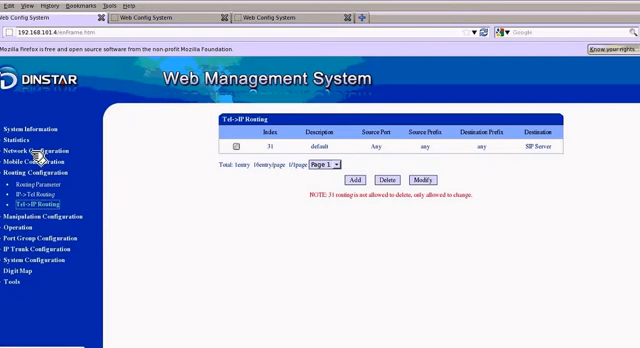 Edit View History Bookmarks Tools Help
Web Config System Web Config System Web Config System
192.168.101.4/enFrame.htm Google
Mozilla Firefox is free and open source software from the non-profit Mozilla Foundation. Know your rights
DINSTAR Web Management System
System Information
Statistics
Network Configuration
Mobile Configuration
Routing Configuration
Routing Parameter
IP->Tel Routing
Tel->IP Routing
Manipulation Configuration
Operation
Port Group Configuration
IP Trunk Configuration
System Configuration
Digit Map
Tools
Tel->IP Routing
Index Description Source Port Source Prefix Destination Prefix Destination
31 default Any any any SIP Server
Total: 1entry 16entry/page 1/1page Page 1
Add Delete Modify
NOTE: 31 routing is not allowed to delete, only allowed to change.